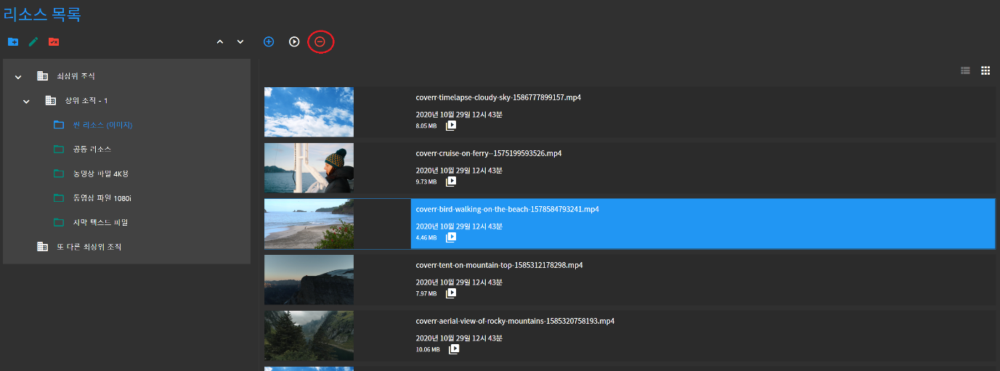 리소스 목록
최상위 조직
상위 조직 - 1
씬 리소스 (이미지)
공통 리소스
동영상 파일 4K용
동영상 파일 1080i
자막 텍스트 파일
또 다른 최상위 조직
coverr-timelapse-cloudy-sky-1586777899157.mp4
2020년 10월 29일 12시 43분
8.05 MB
coverr-cruise-on-ferry--1575199593526.mp4
2020년 10월 29일 12시 43분
9.73 MB
coverr-bird-walking-on-the-beach-1578584793241.mp4
2020년 10월 29일 12시 43분
4.46 MB
coverr-tent-on-mountain-top-1585312178298.mp4
2020년 10월 29일 12시 43분
7.97 MB
coverr-aerial-view-of-rocky-mountains-1585320758193.mp4
2020년 10월 29일 12시 43분
10.06 MB